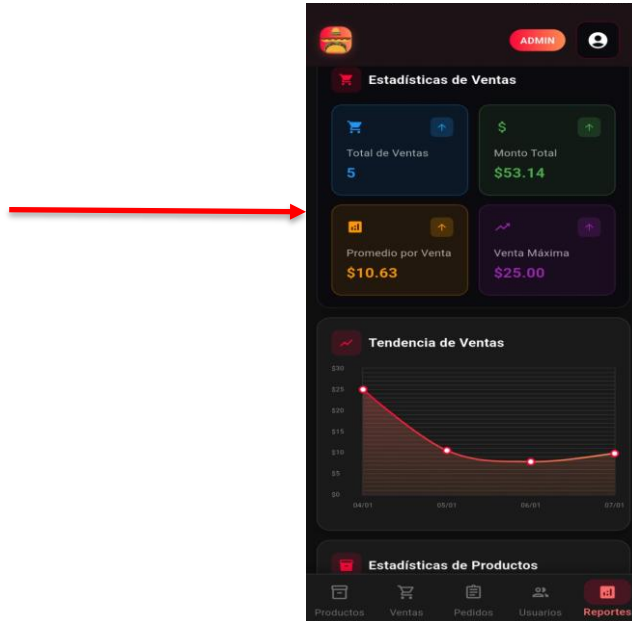 ADMIN
Estadísticas de Ventas
Total de Ventas
5
Monto Total
$53.14
Promedio por Venta
$10.63
Venta Máxima
$25.00
Tendencia de Ventas
$30
$25
$20
$15
$10
$5
$0
04/01 05/01 06/01 07/01
Estadísticas de Productos
Productos Ventas Pedidos Usuarios Reportes